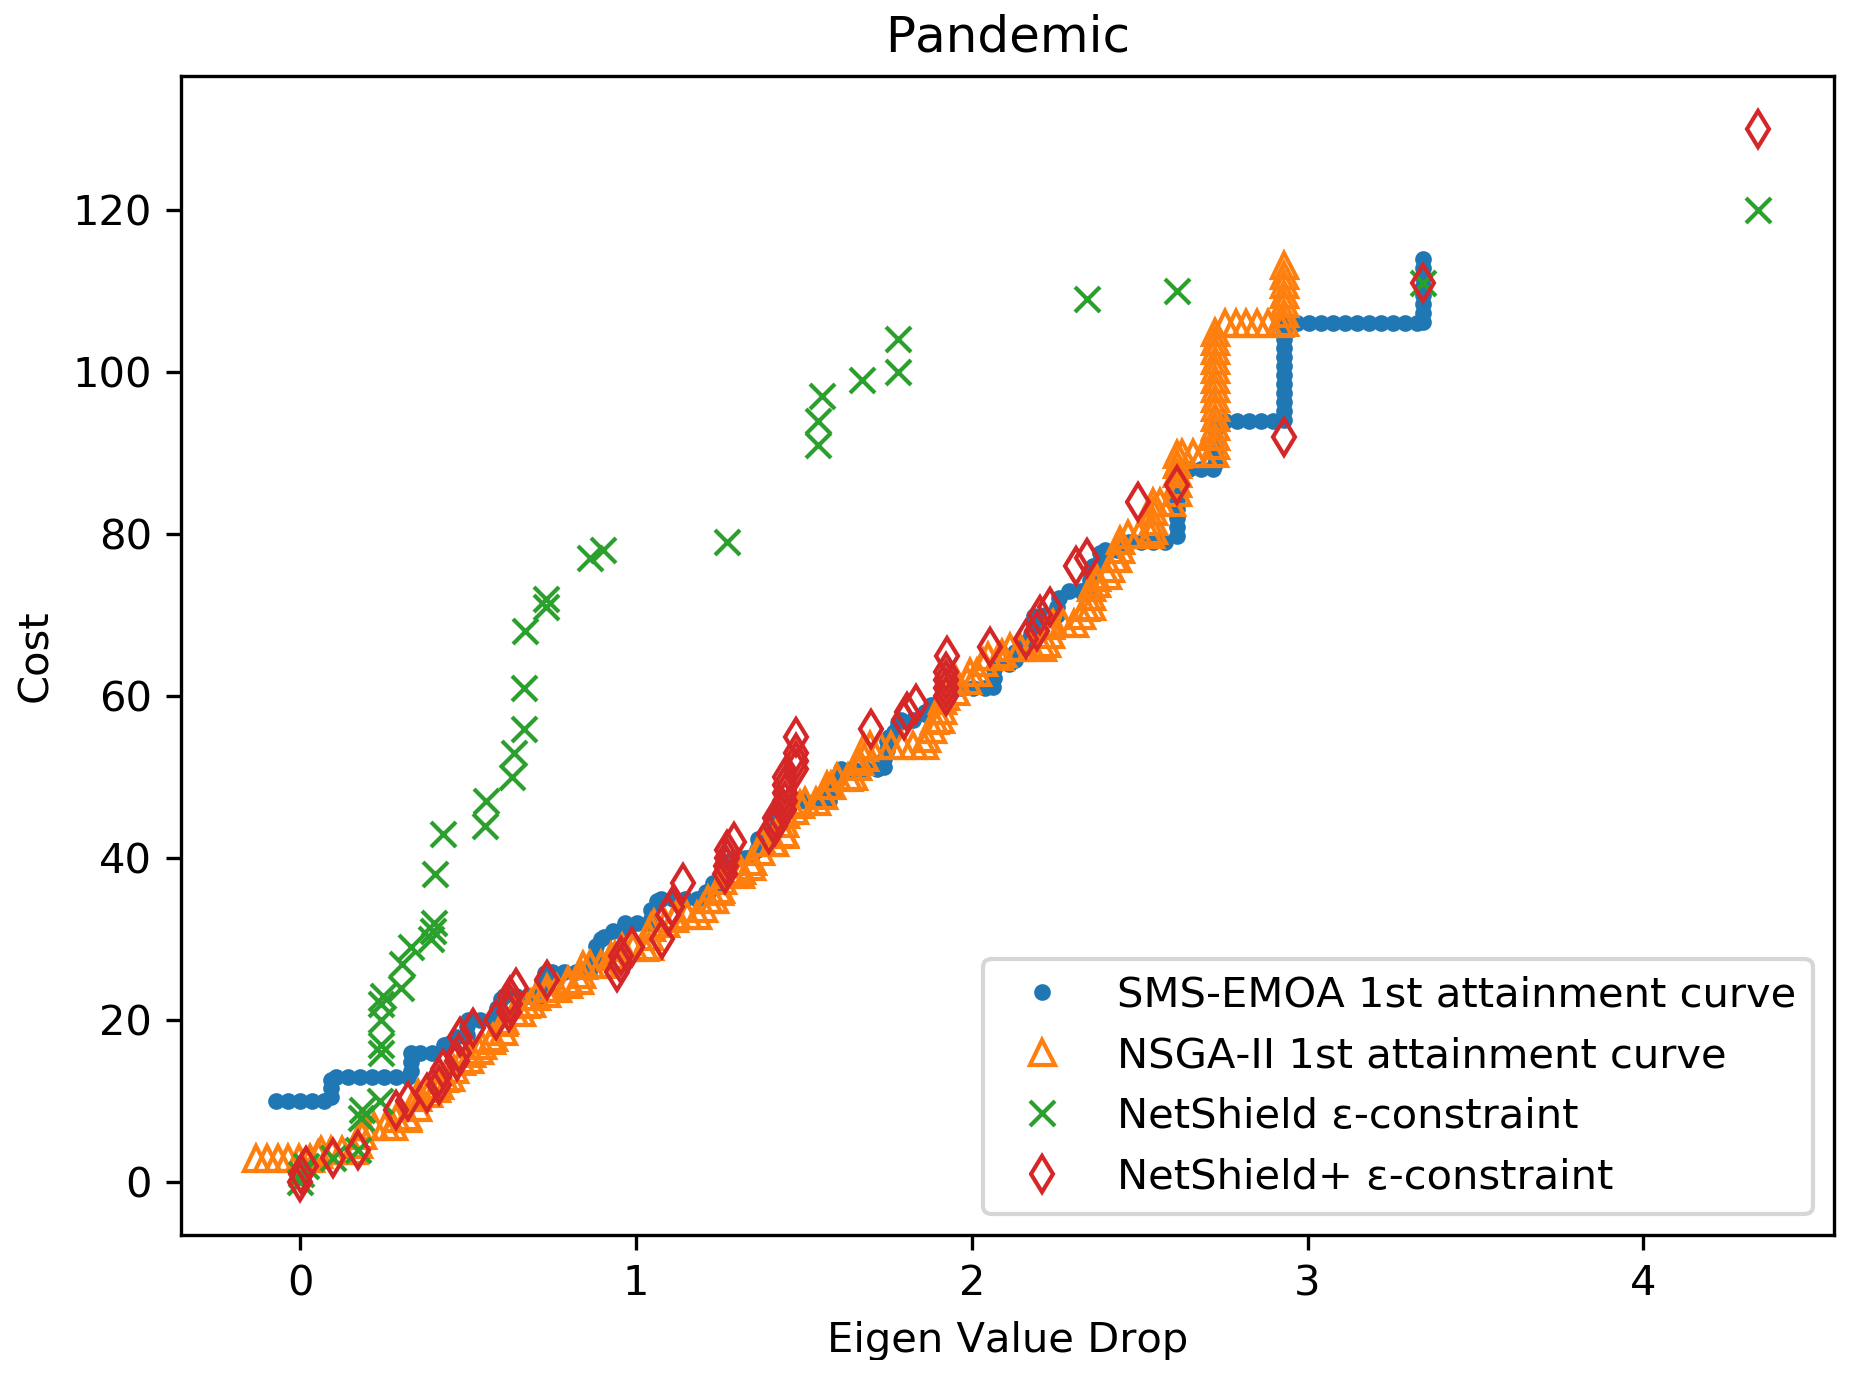 Pandemic
Cost
120
100
80
60
40
20
0
0 1 2 3 4
Eigen Value Drop
SMS-EMOA 1st attainment curve
NSGA-II 1st attainment curve
NetShield ε-constraint
NetShield+ ε-constraint